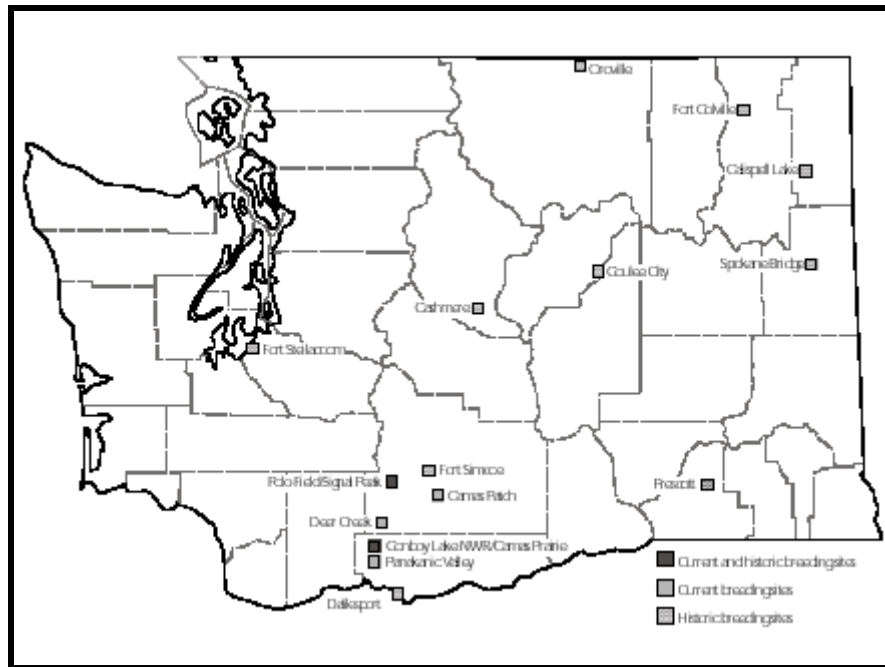 Oroville
Fort Colville
Calispell Lake
Spokane Bridge
Coulee City
Cashmere
Fort Steilacoom
Fort Simcoe
Polo Field/Signal Peak
Camas Patch
Prescott
Deer Creek
Conboy Lake NWR/Camas Prairie
Panakanic Valley
Dallesport
Current and historic breeding sites
Current breeding sites
Historic breeding sites